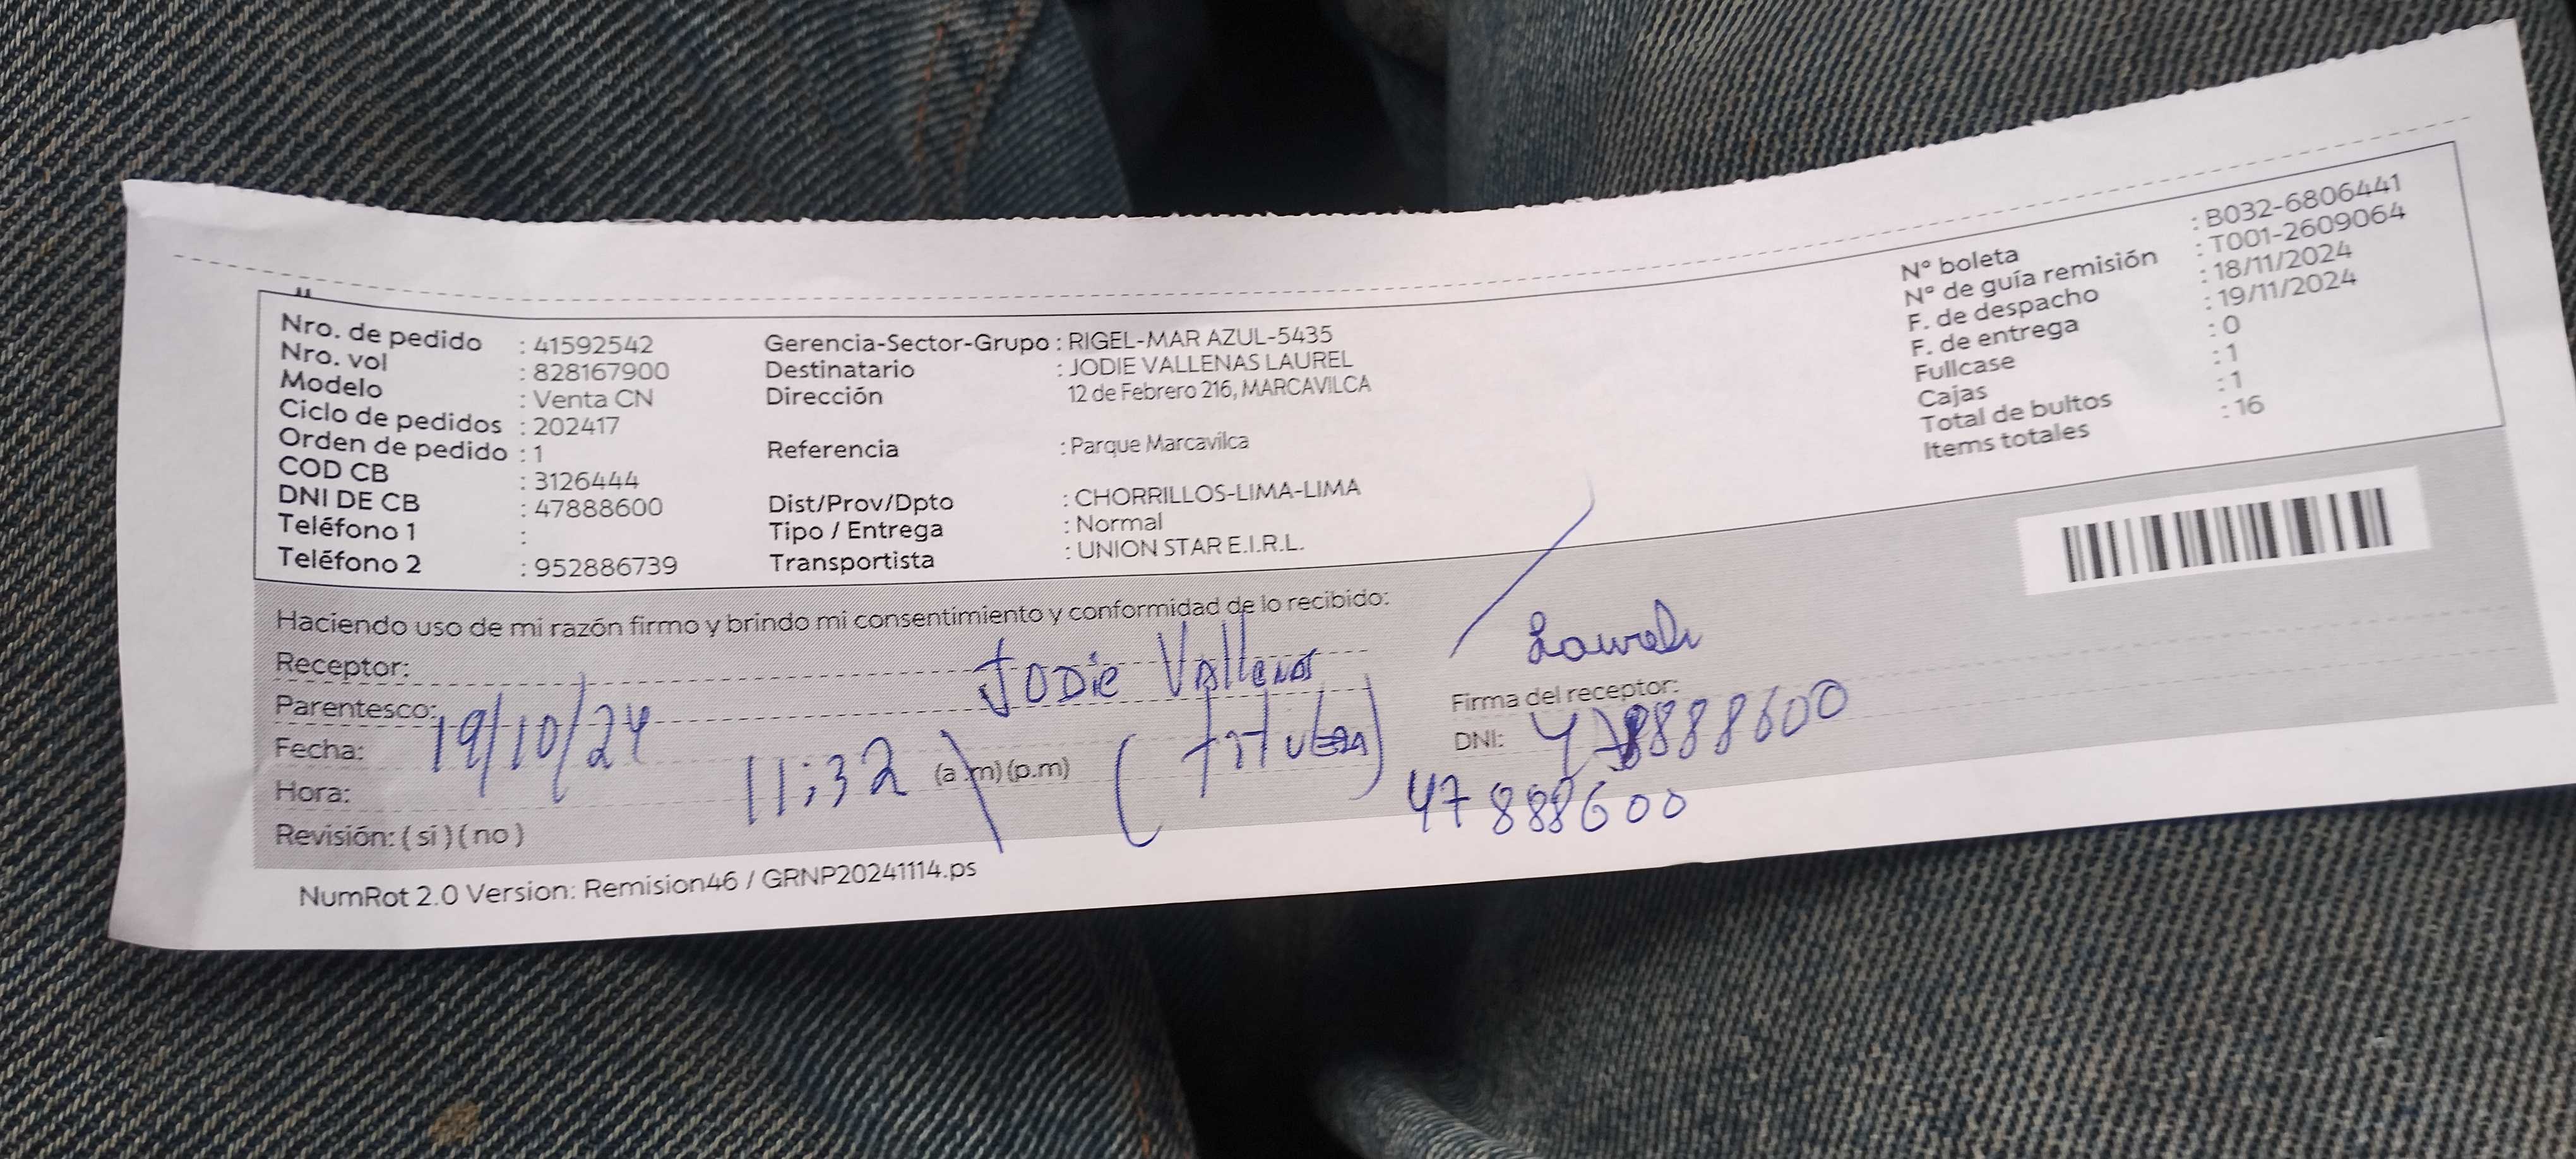 Nro. de pedido : 41592542
Nro. vol : 828167900
Modelo : Venta CN
Ciclo de pedidos : 202417
Orden de pedido : 1
COD CB : 3126444
DNI DE CB : 47888600
Teléfono 1 :
Teléfono 2 : 952886739
Gerencia-Sector-Grupo : RIGEL-MAR AZUL-5435
Destinatario : JODIE VALLENAS LAUREL
Dirección 12 de Febrero 216, MARCAVILCA
Referencia : Parque Marcavilca
Dist/Prov/Dpto : CHORRILLOS-LIMA-LIMA
Tipo / Entrega : Normal
Transportista : UNION STAR E.I.R.L.
N° boleta : B032-6806441
N° de guía remisión : T001-2609064
F. de despacho : 18/11/2024
F. de entrega : 19/11/2024
Fullcase : 0
Cajas : 1
Total de bultos : 1
Items totales : 16
Haciendo uso de mi razón firmo y brindo mi consentimiento y conformidad de lo recibido:
Receptor: Jodie Vallenas
Parentesco: (titular)
Fecha: 19/10/24
Hora: 11:32 (a.m)(p.m)
Revisión: ( si ) ( no )
Firma del receptor:
DNI: 47888600
47888600
NumRot 2.0 Version: Remision46 / GRNP20241114.ps